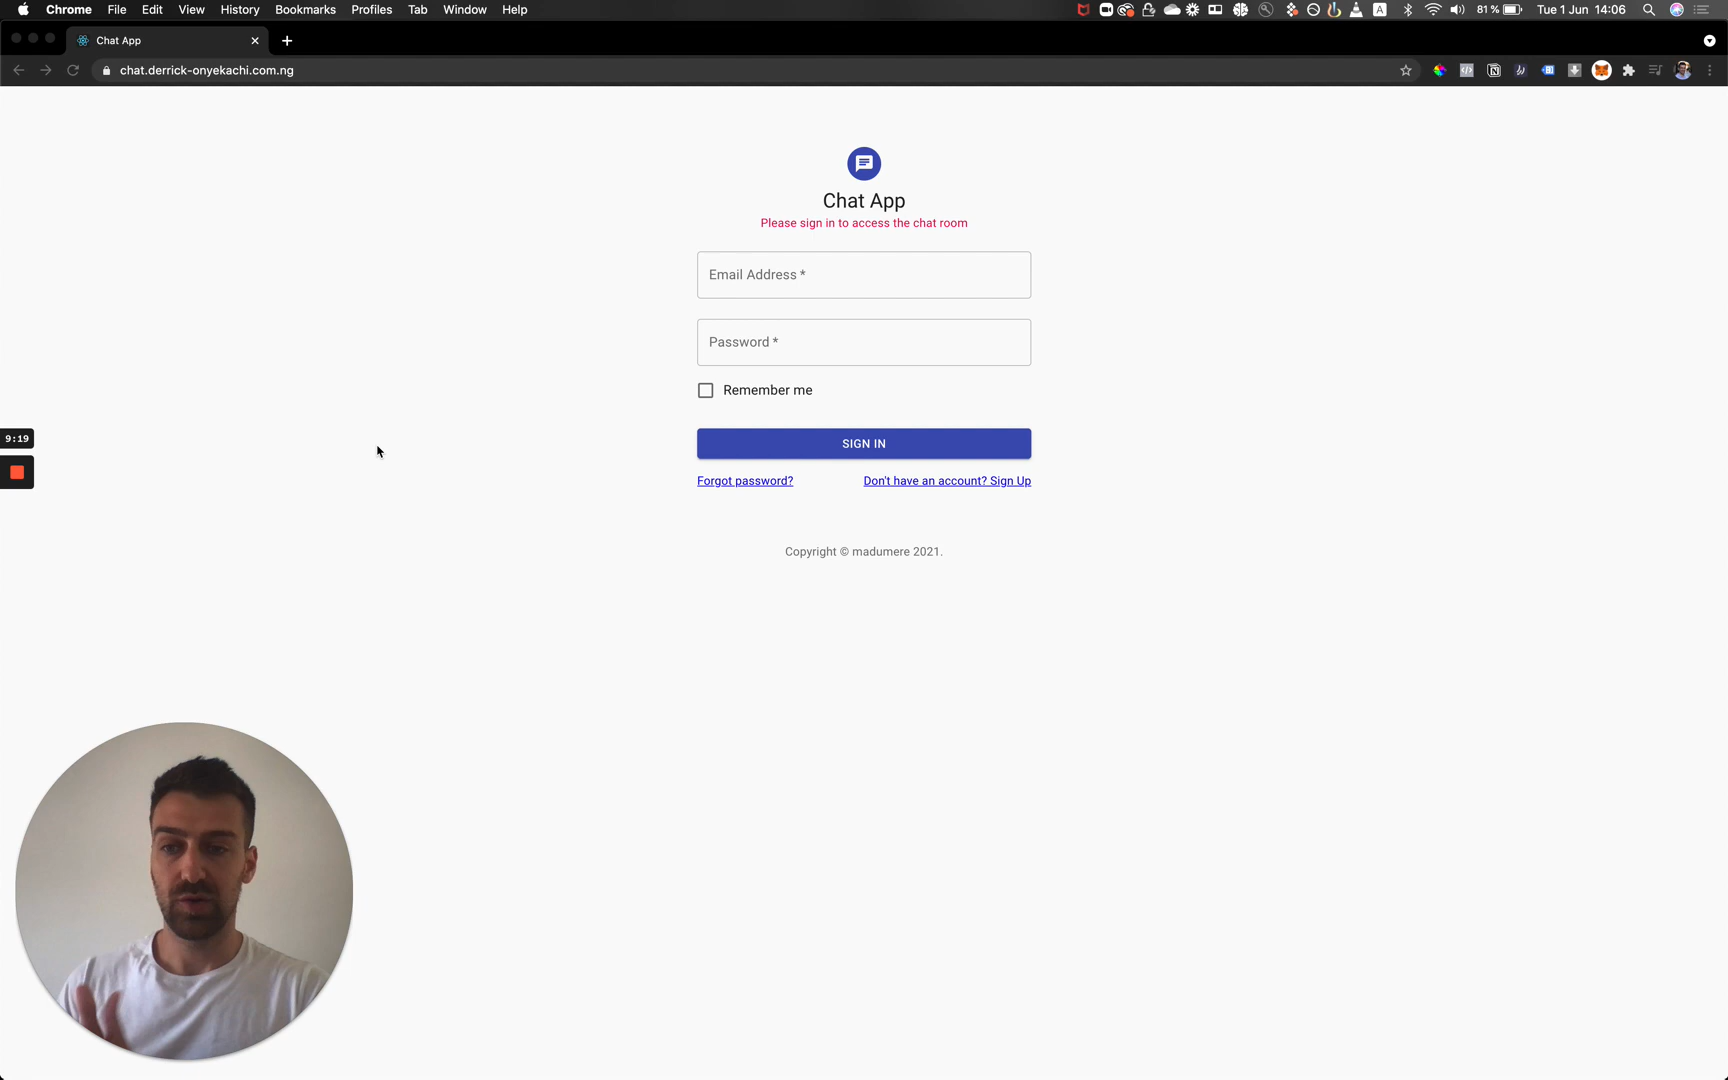 Chrome File Edit View History Bookmarks Profiles Tab Window Help 81% Tue 1 Jun 14:06
Chat App
chat.derrick-onyekachi.com.ng
Chat App
Please sign in to access the chat room
Email Address *
Password *
Remember me
9:19
SIGN IN
Forgot password? Don't have an account? Sign Up
Copyright © madumere 2021.